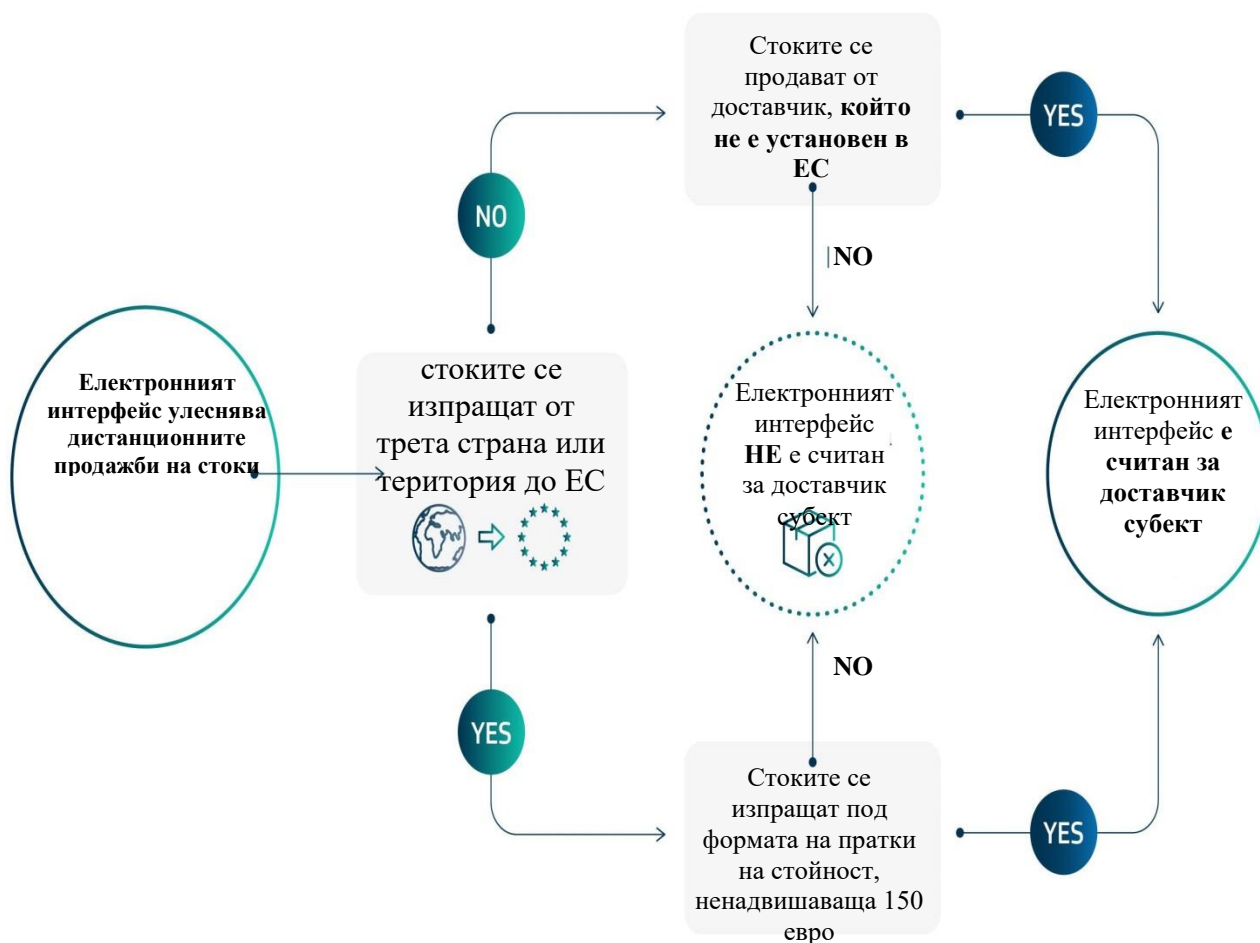 Стоките се
продават от
доставчик, който
не е установен в
ЕС
YES
NO
|NO
Електронният
интерфейс улеснява
дистанционните
продажби на стоки
стоките се
изпращат от
трета страна или
територия до ЕС
Електронният
интерфейс
НЕ е считан
за доставчик
субект
Електронният
интерфейс е
считан за
доставчик
субект
NO
YES
Стоките се
изпращат под
формата на пратки
на стойност,
ненадвишаваща 150
евро
YES